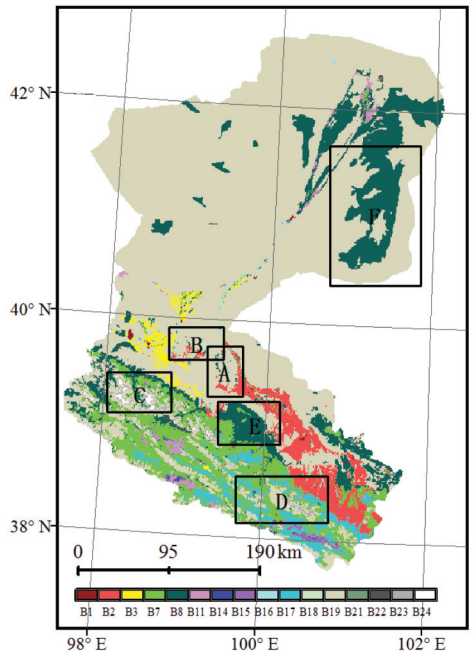 42° N
F
40° N
B
A
C
E
D
38° N
0 95 190 km
B1 B2 B3 B7 B8 B11 B14 B15 B16 B17 B18 B19 B21 B22 B23 B24
98° E 100° E 102° E